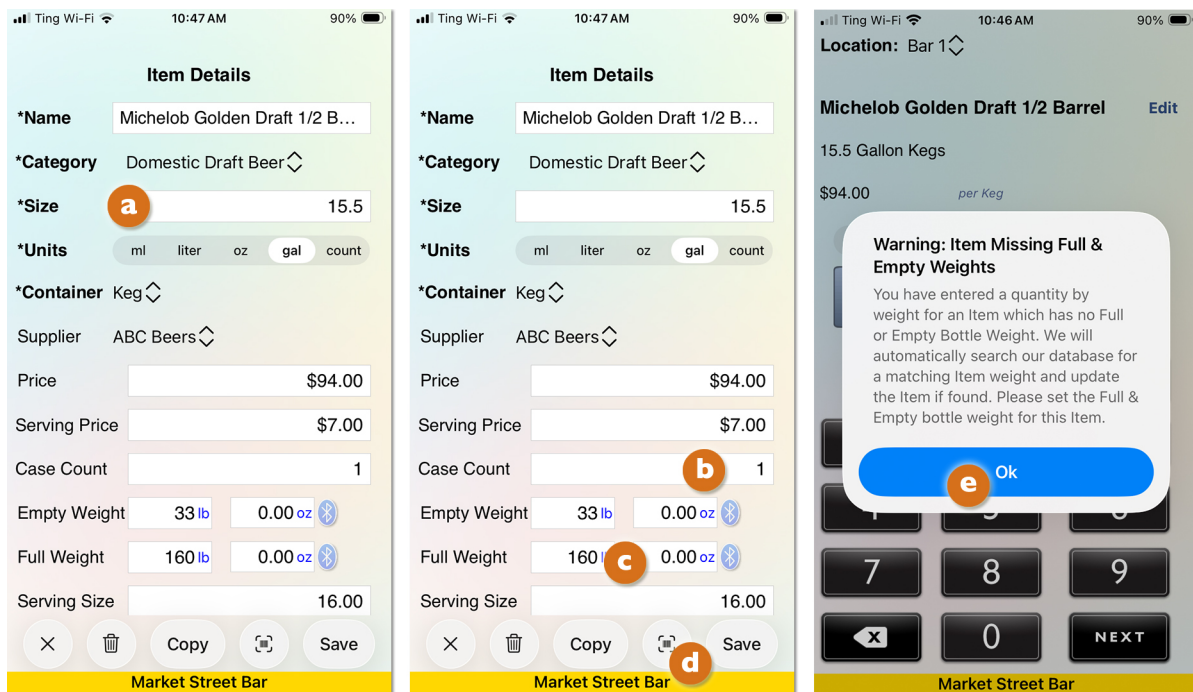 Ting Wi-Fi 10:47 AM 90%
Item Details
*Name Michelob Golden Draft 1/2 B...
*Category Domestic Draft Beer
*Size a 15.5
*Units ml liter oz gal count
*Container Keg
Supplier ABC Beers
Price $94.00
Serving Price $7.00
Case Count 1
Empty Weight 33 lb 0.00 oz
Full Weight 160 lb 0.00 oz
Serving Size 16.00
Copy Save
Market Street Bar
Ting Wi-Fi 10:47 AM 90%
Item Details
*Name Michelob Golden Draft 1/2 B...
*Category Domestic Draft Beer
*Size 15.5
*Units ml liter oz gal count
*Container Keg
Supplier ABC Beers
Price $94.00
Serving Price $7.00
Case Count b 1
Empty Weight 33 lb 0.00 oz
Full Weight 160 c 0.00 oz
Serving Size 16.00
Copy d Save
Market Street Bar
Ting Wi-Fi 10:46 AM 90%
Location: Bar 1
Michelob Golden Draft 1/2 Barrel Edit
15.5 Gallon Kegs
$94.00 per Keg
Warning: Item Missing Full &
Empty Weights
You have entered a quantity by
weight for an Item which has no Full
or Empty Bottle Weight. We will
automatically search our database for
a matching Item weight and update
the Item if found. Please set the Full &
Empty bottle weight for this Item.
e Ok
7 8 9
0 NEXT
Market Street Bar